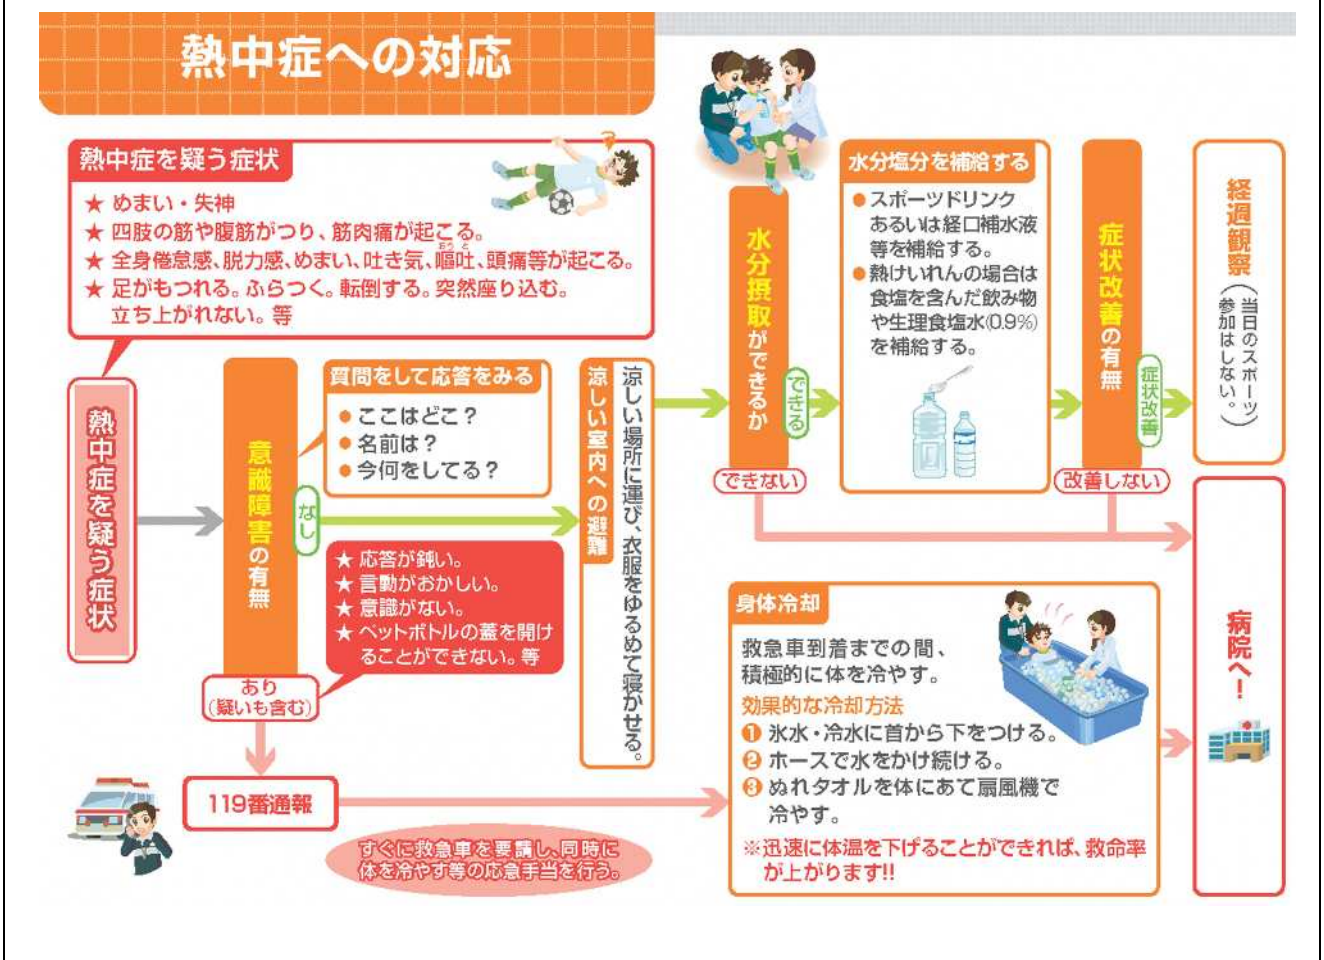 熱中症への対応
熱中症を疑う症状
★ めまい・失神
★ 四肢の筋や腹筋がつり、筋肉痛が起こる。
おう と
★ 全身倦怠感、脱力感、めまい、吐き気、嘔吐、頭痛等が起こる。
★ 足がもつれる。ふらつく。転倒する。突然座り込む。
立ち上がれない。等
熱中症を疑う症状
意識障害の有無
質問をして応答をみる
● ここはどこ？
● 名前は？
● 今何をしてる？
なし
★ 応答が鈍い。
★ 言動がおかしい。
★ 意識がない。
★ ペットボトルの蓋を開け
ることができない。等
あり
(疑いも含む)
119番通報
すぐに救急車を要請し、同時に
体を冷やす等の応急手当を行う。
涼しい室内への避難
涼しい場所に運び、衣服をゆるめて寝かせる。
水分摂取ができるか
できる
できない
水分塩分を補給する
● スポーツドリンク
あるいは経口補水液
等を補給する。
● 熱けいれんの場合は
食塩を含んだ飲み物
や生理食塩水(0.9%)
を補給する。
症状改善の有無
症状改善
改善しない
経過観察
(当日のスポーツ
参加はしない。)
身体冷却
救急車到着までの間、
積極的に体を冷やす。
効果的な冷却方法
❶ 氷水・冷水に首から下をつける。
❷ ホースで水をかけ続ける。
❸ ぬれタオルを体にあて扇風機で
冷やす。
※迅速に体温を下げることができれば、救命率
が上がります!!
病院へ！